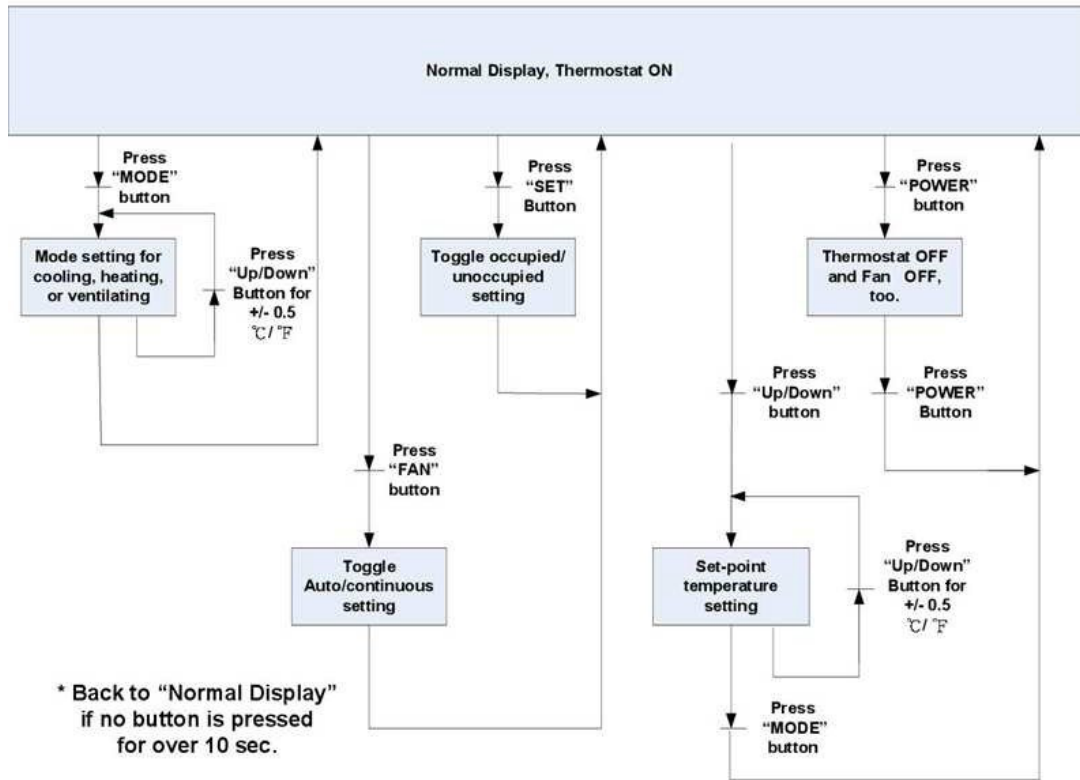 Normal Display, Thermostat ON
Press
“MODE”
button
Mode setting for
cooling, heating,
or ventilating
Press
“Up/Down”
Button for
+/- 0.5
℃/℉
Press
“FAN”
button
Toggle
Auto/continuous
setting
Press
“SET”
Button
Toggle occupied/
unoccupied
setting
Press
“Up/Down”
button
Set-point
temperature
setting
Press
“Up/Down”
Button for
+/- 0.5
℃/℉
Press
“MODE”
button
Press
“POWER”
button
Thermostat OFF
and Fan OFF,
too.
Press
“POWER”
Button
* Back to “Normal Display”
if no button is pressed
for over 10 sec.